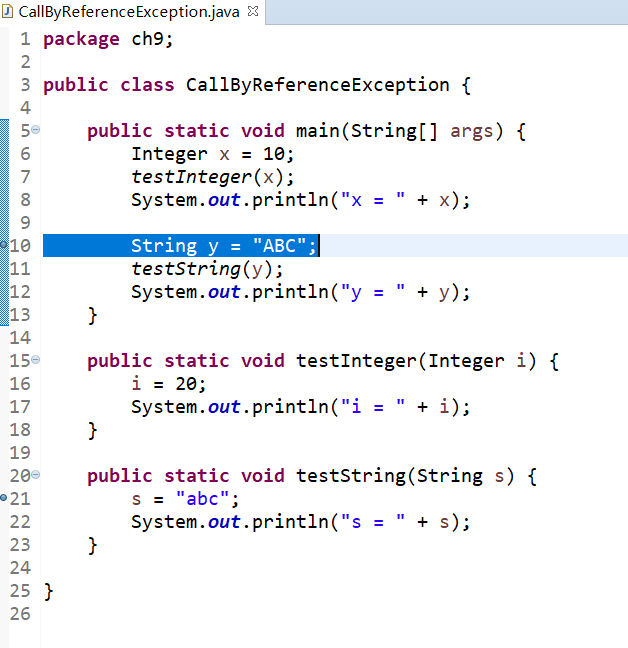 CallByReferenceException.java
1 package ch9;
2
3 public class CallByReferenceException {
4
5     public static void main(String[] args) {
6         Integer x = 10;
7         testInteger(x);
8         System.out.println("x = " + x);
9
10         String y = "ABC";
11         testString(y);
12         System.out.println("y = " + y);
13     }
14
15     public static void testInteger(Integer i) {
16         i = 20;
17         System.out.println("i = " + i);
18     }
19
20     public static void testString(String s) {
21         s = "abc";
22         System.out.println("s = " + s);
23     }
24
25 }
26